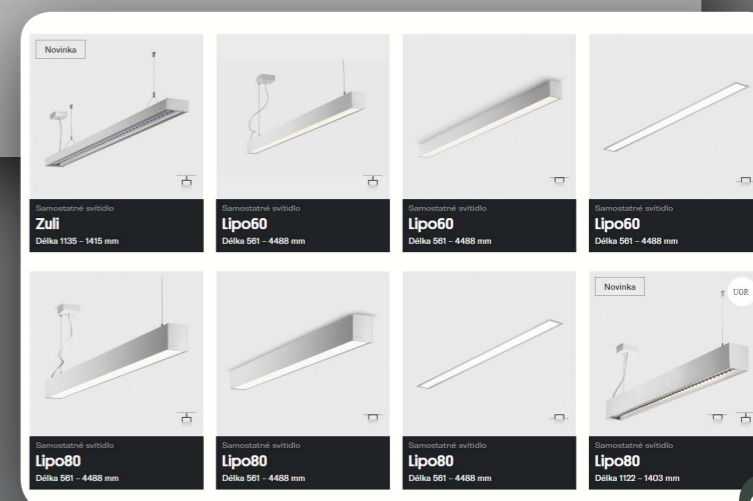 Novinka
Samostatné svítidlo
Zuli
Délka 1135 – 1415 mm
Samostatné svítidlo
Lipo60
Délka 561 – 4488 mm
Samostatné svítidlo
Lipo60
Délka 561 – 4488 mm
Samostatné svítidlo
Lipo60
Délka 561 – 4488 mm
Samostatné svítidlo
Lipo80
Délka 561 – 4488 mm
Samostatné svítidlo
Lipo80
Délka 561 – 4488 mm
Samostatné svítidlo
Lipo80
Délka 561 – 4488 mm
Novinka
UGR
Samostatné svítidlo
Lipo80
Délka 1122 – 1403 mm